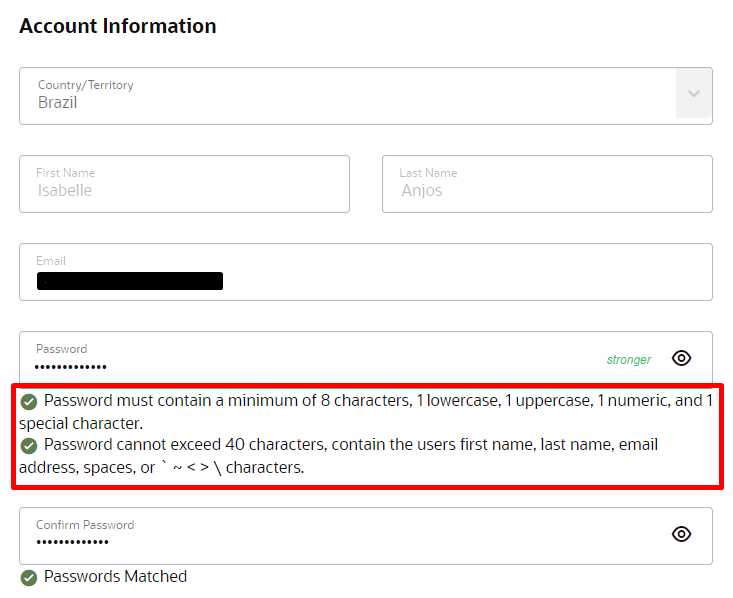 Account Information
Country/Territory
Brazil
First Name
Isabelle
Last Name
Anjos
Email
Password
•••••••••••••
stronger
Password must contain a minimum of 8 characters, 1 lowercase, 1 uppercase, 1 numeric, and 1
special character.
Password cannot exceed 40 characters, contain the users first name, last name, email
address, spaces, or ` ~ < > \ characters.
Confirm Password
•••••••••••••
Passwords Matched